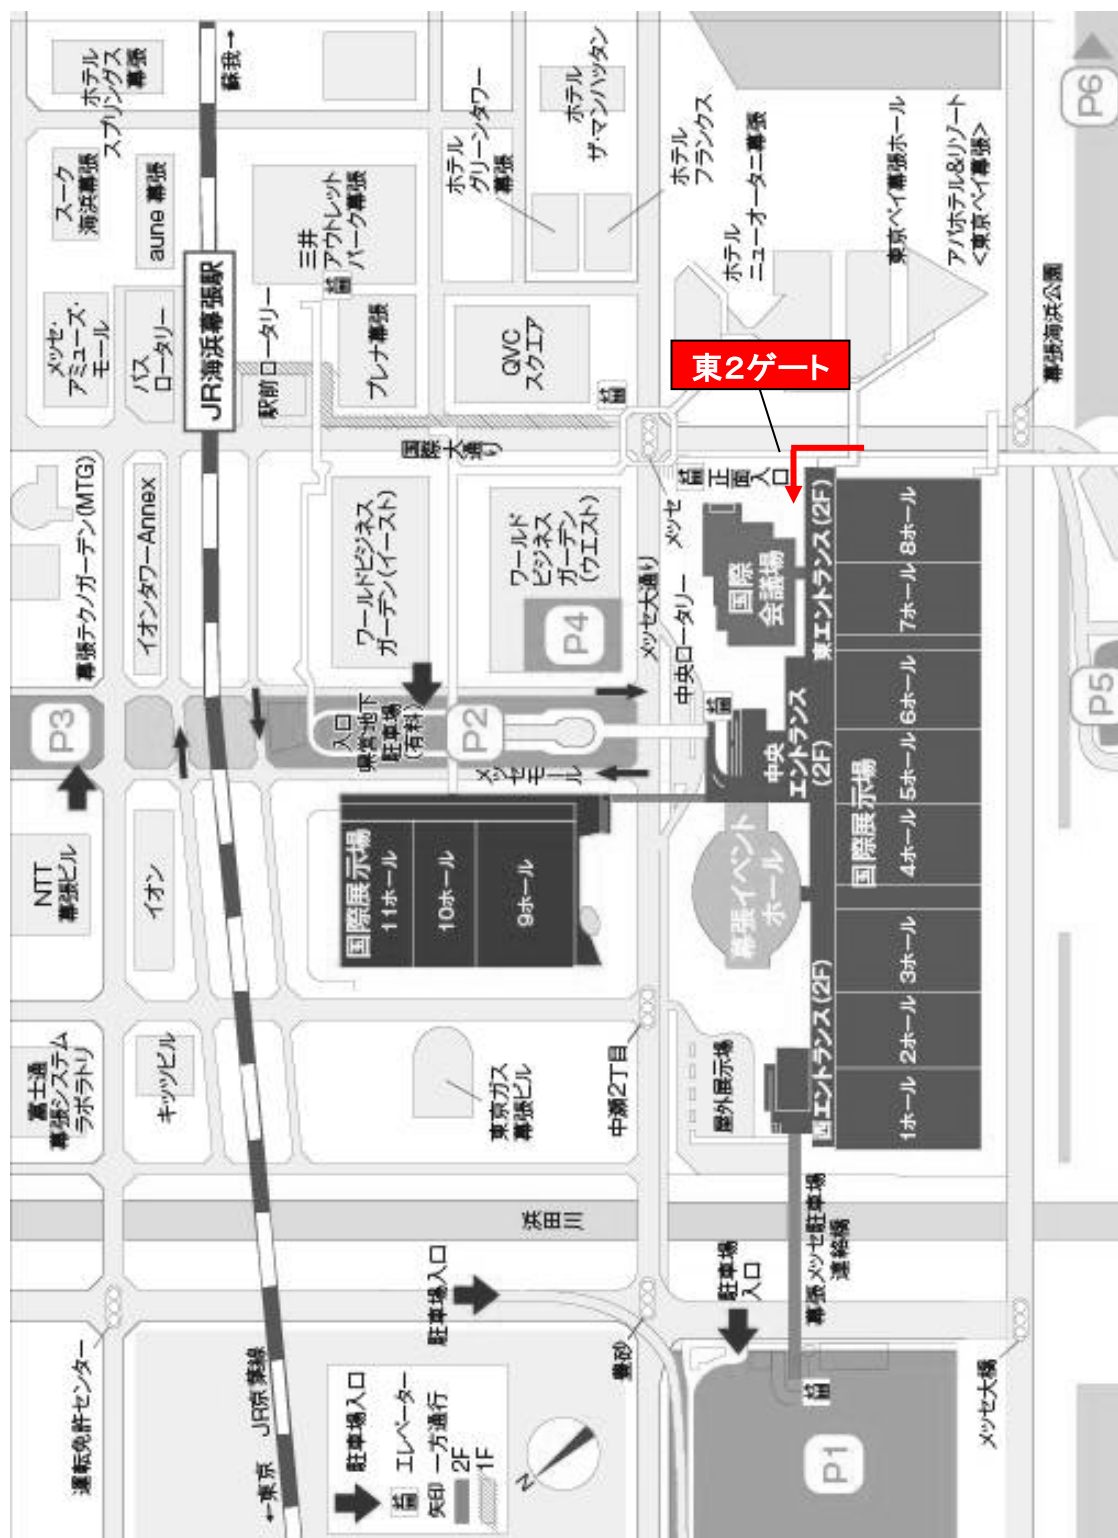 ホテル
スプリングス
幕張
蘇我→
スーク
海浜幕張
aune 幕張
メッセ・
アミューズ・
モール
バス
ロータリー
JR海浜幕張駅
駅前ロータリー
三井
アウトレット
パーク幕張
プレナ幕張
ホテル
グリーンタワー
幕張
ホテル
ザ・マンハッタン
ホテル
フランクス
ホテル
ニューオータニ幕張
東京ベイ幕張ホール
アパホテル&リゾート
<東京ベイ幕張>
P6
QVC
スクエア
東2ゲート
幕張海浜公園
国際大通り
メッセ
正面入口
幕張テクノガーデン(MTG)
イオンタワーAnnex
ワールドビジネス
ガーデン(イースト)
ワールド
ビジネス
ガーデン
(ウエスト)
P4
メッセ大通り
中央ロータリー
国際
会議場
東エントランス(2F)
8ホール
7ホール
6ホール
5ホール
4ホール
3ホール
2ホール
1ホール
国際展示場
中央
エントランス
(2F)
西エントランス(2F)
P5
P3
入口
県営地下
駐車場
(有料)
P2
メッセモール
NTT
幕張ビル
イオン
国際展示場
11ホール
10ホール
9ホール
幕張イベント
ホール
富士通
幕張システム
ラボラトリ
キッツビル
東京ガス
幕張ビル
中瀬2丁目
屋外展示場
浜田川
幕張メッセ駐車場
連絡橋
駐車場入口
駐車場
入口
豊砂
メッセ大橋
P1
運転免許センター
←東京
JR京葉線
駐車場入口
エレベーター
矢印 一方通行
2F
1F
N